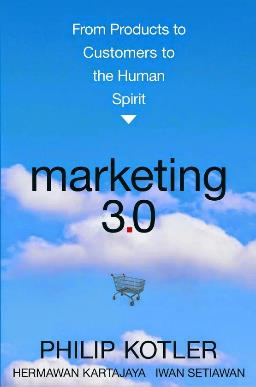 From Products to
Customers to
the Human
Spirit
marketing
3.0
PHILIP KOTLER
HERMAWAN KARTAJAYA IWAN SETIAWAN